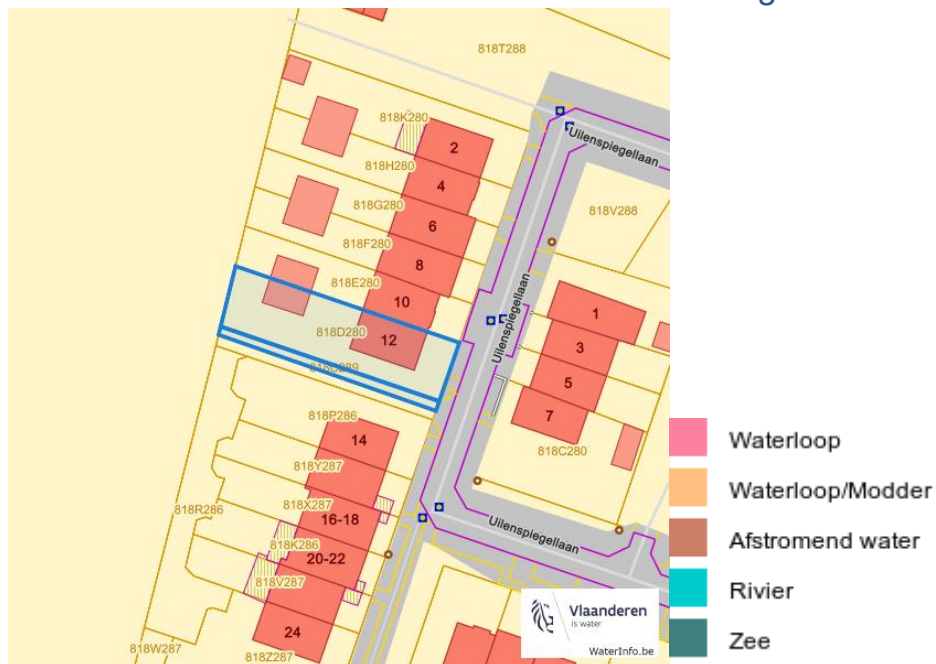 g
818T288
818K280
2
Uilenspiegellaan
818H280
4
818G280
6
818V288
818F280
8
818E280
10
Uilenspiegellaan
1
818D280
12
3
818G289
5
7
818P286
14
818C280
818Y287
818X287
818R286
16-18
Uilenspiegellaan
818K286
20-22
818V287
24
818W287
818Z287
Vlaanderen
is water
WaterInfo.be
Waterloop
Waterloop/Modder
Afstromend water
Rivier
Zee